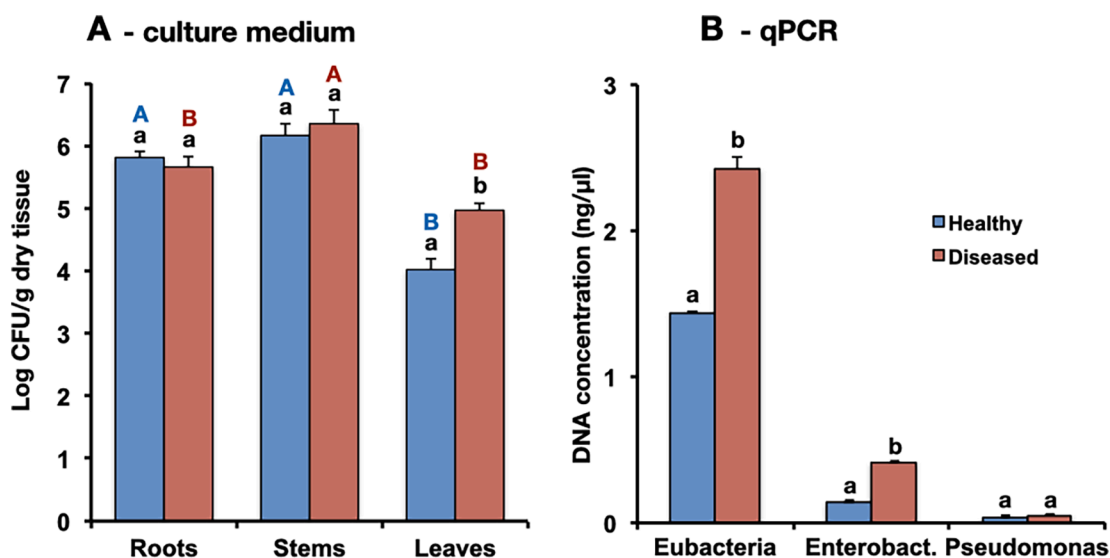 A - culture medium
Log CFU/g dry tissue
7
6
5
4
3
2
1
0
A
a
B
a
A
a
A
a
B
a
B
b
Roots Stems Leaves
B - qPCR
DNA concentration (ng/µl)
3
2
1
0
a
b
a
b
a
a
Healthy
Diseased
Eubacteria Enterobact. Pseudomonas